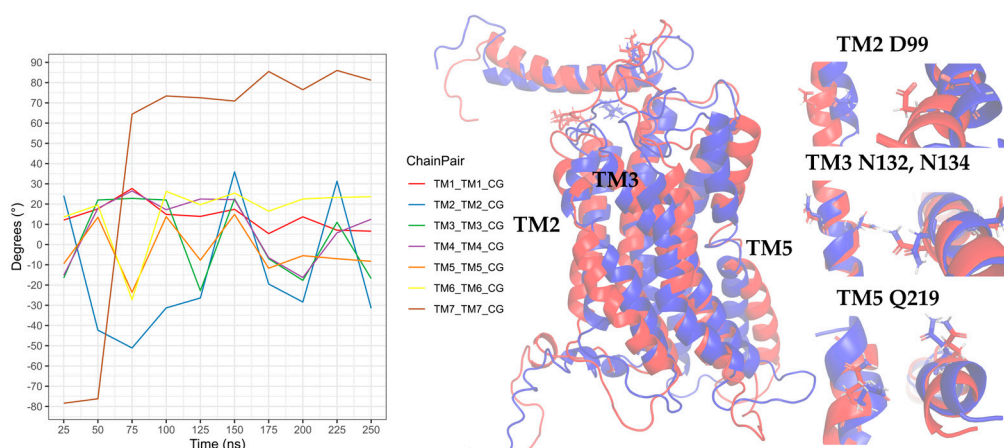 90
80
70
60
50
40
30
20
10
0
-10
-20
-30
-40
-50
-60
-70
-80
Degrees (°)
25 50 75 100 125 150 175 200 225 250
Time (ns)
ChainPair
TM1_TM1_CG
TM2_TM2_CG
TM3_TM3_CG
TM4_TM4_CG
TM5_TM5_CG
TM6_TM6_CG
TM7_TM7_CG
TM3
TM2
TM5
TM2 D99
TM3 N132, N134
TM5 Q219